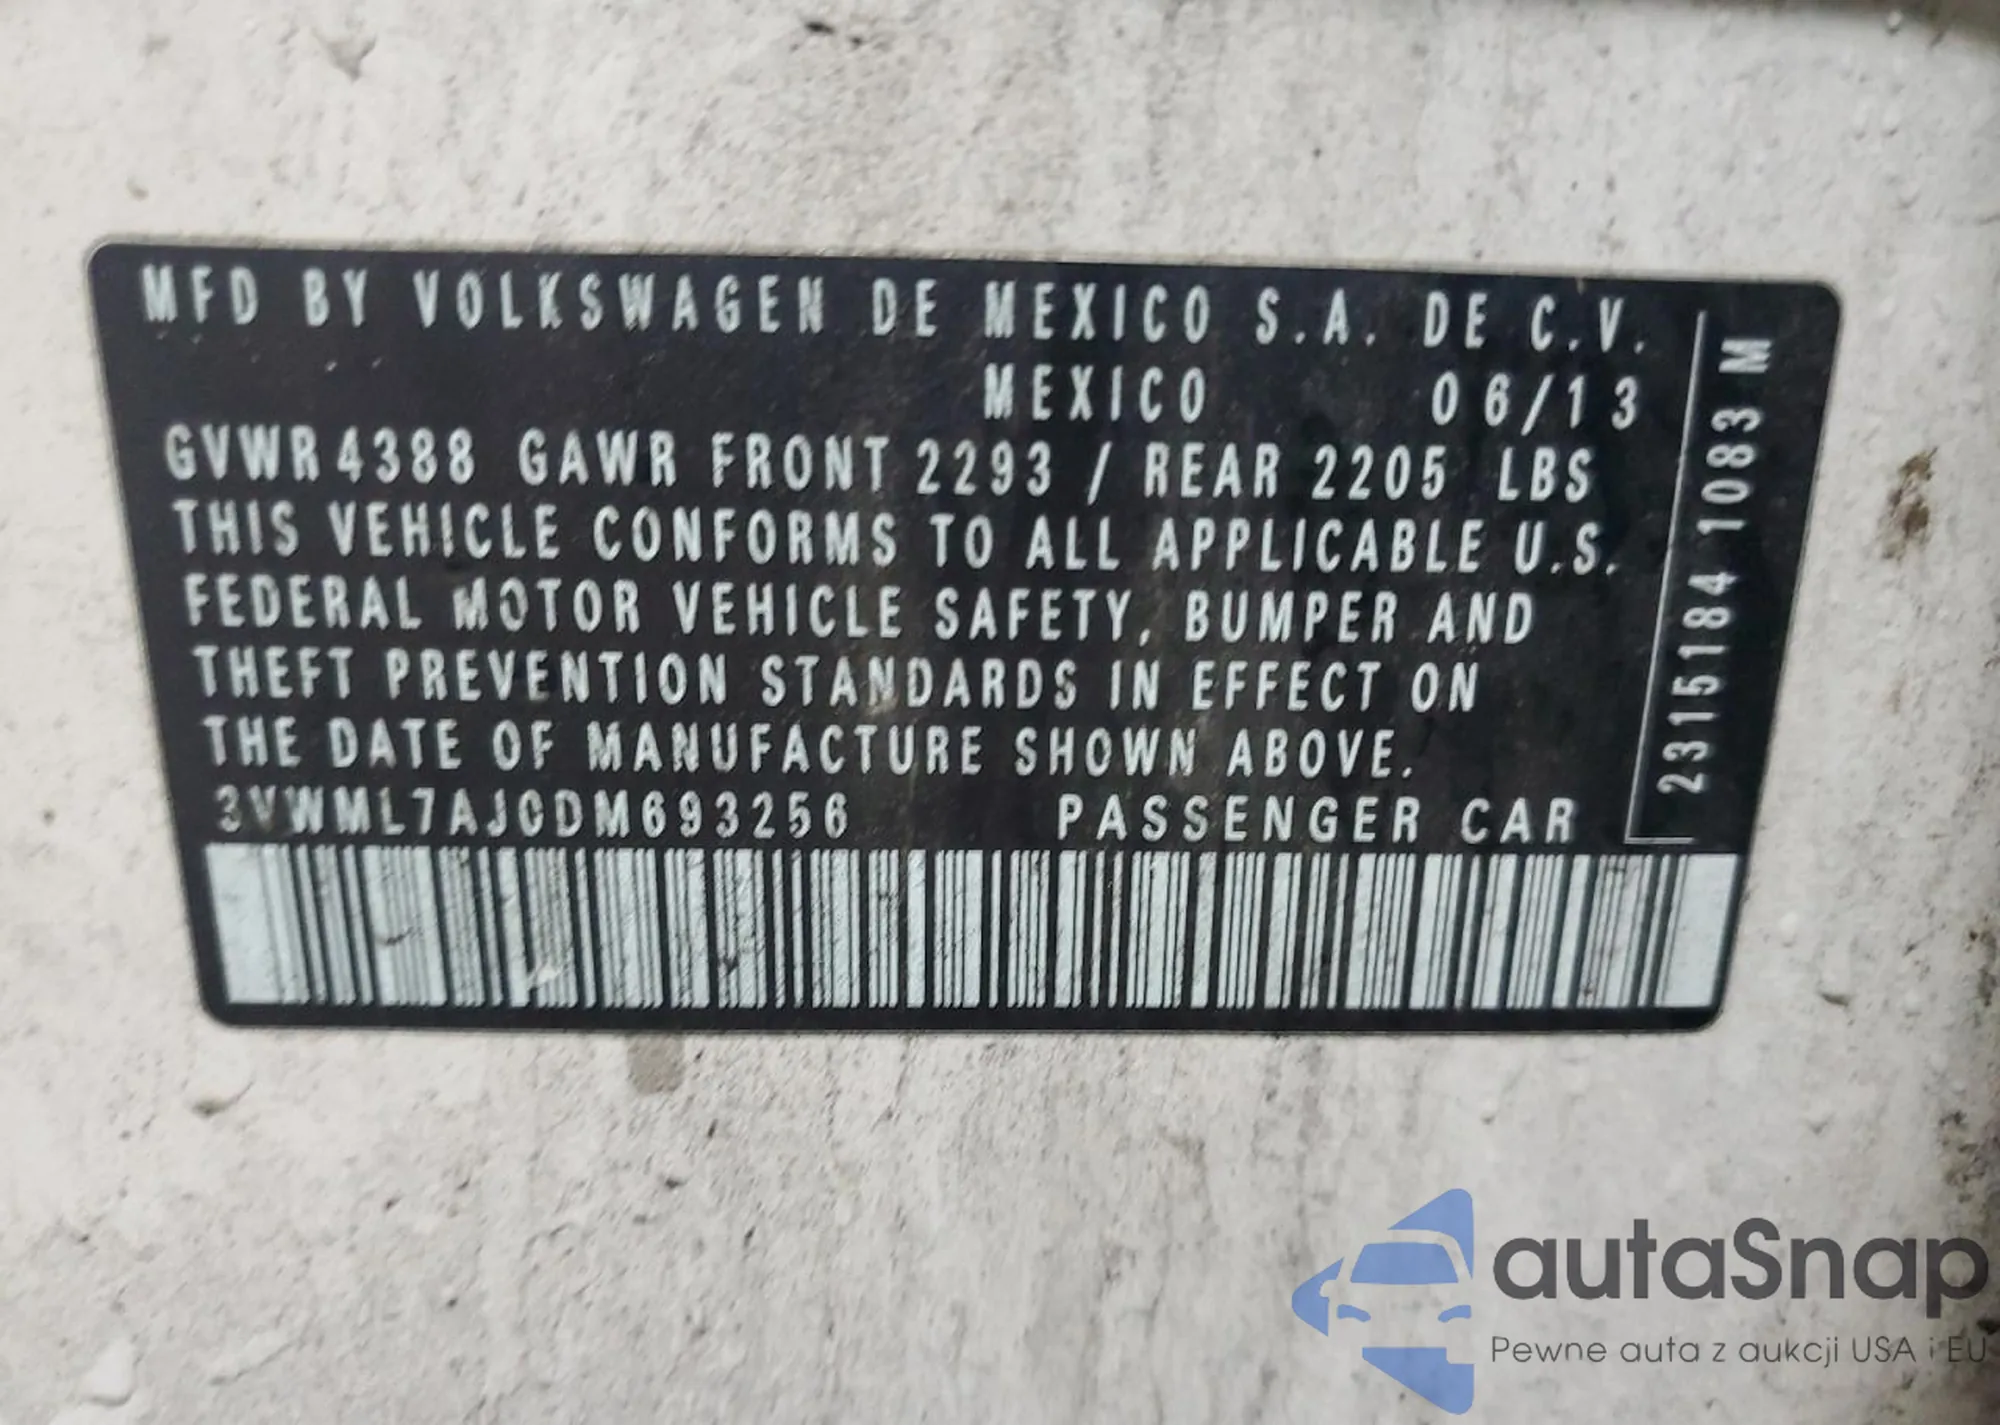 MFD BY VOLKSWAGEN DE MEXICO S.A. DE C.V.
MEXICO 06/13
GVWR 4388 GAWR FRONT 2293 / REAR 2205 LBS
THIS VEHICLE CONFORMS TO ALL APPLICABLE U.S.
FEDERAL MOTOR VEHICLE SAFETY, BUMPER AND
THEFT PREVENTION STANDARDS IN EFFECT ON
THE DATE OF MANUFACTURE SHOWN ABOVE.
3VWML7AJ0DM693256 PASSENGER CAR
23151841083 M
autaSnap
Pewne auta z aukcji USA i EU